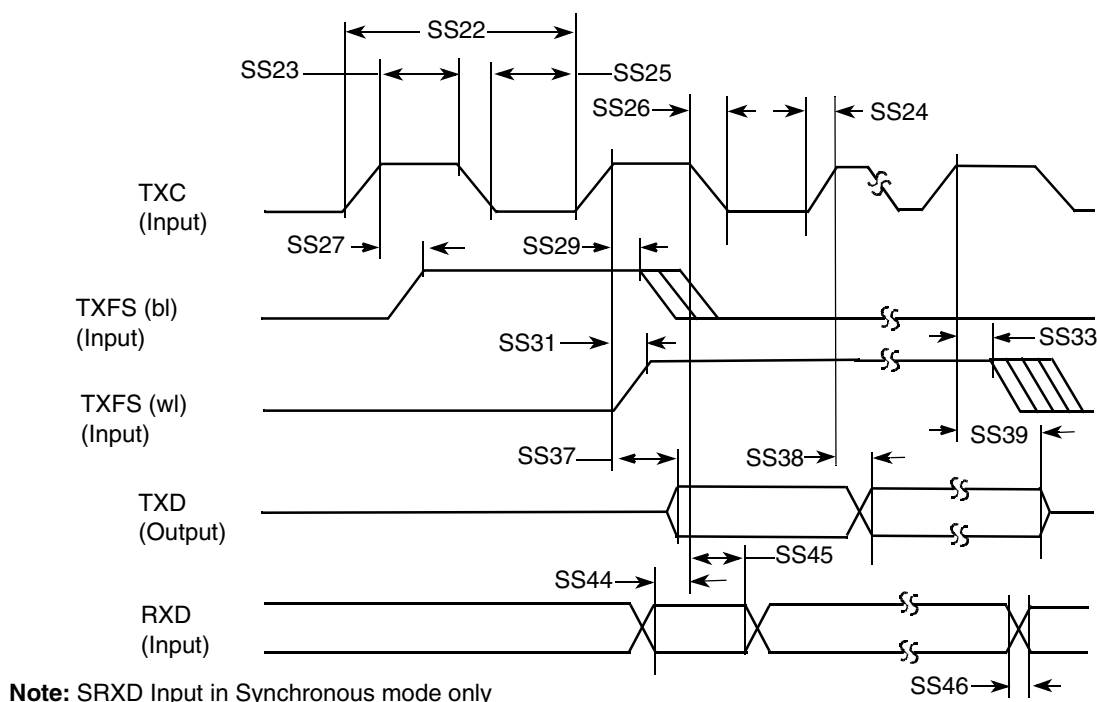 SS22
SS23
SS25
SS26
SS24
TXC
(Input)
SS27
SS29
TXFS (bl)
(Input)
SS31
SS33
TXFS (wl)
(Input)
SS39
SS37
SS38
TXD
(Output)
SS45
SS44
RXD
(Input)
SS46
Note: SRXD Input in Synchronous mode only